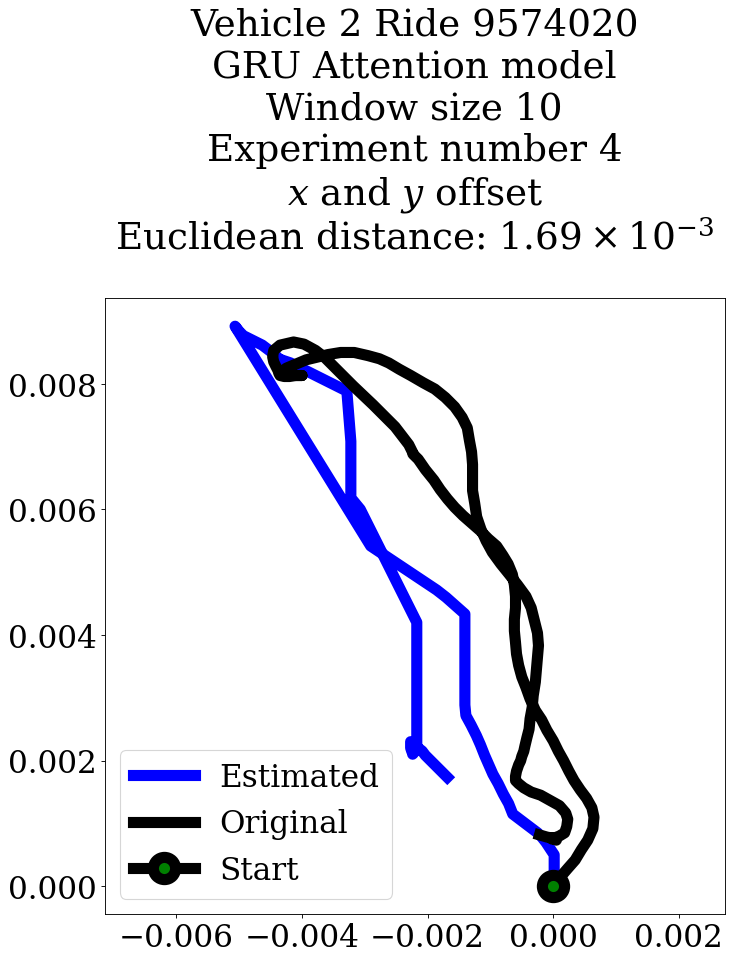 Vehicle 2 Ride 9574020
GRU Attention model
Window size 10
Experiment number 4
x and y offset
Euclidean distance: 1.69 × 10⁻³
0.008
0.006
0.004
0.002
0.000
Estimated
Original
Start
−0.006 −0.004 −0.002 0.000 0.002